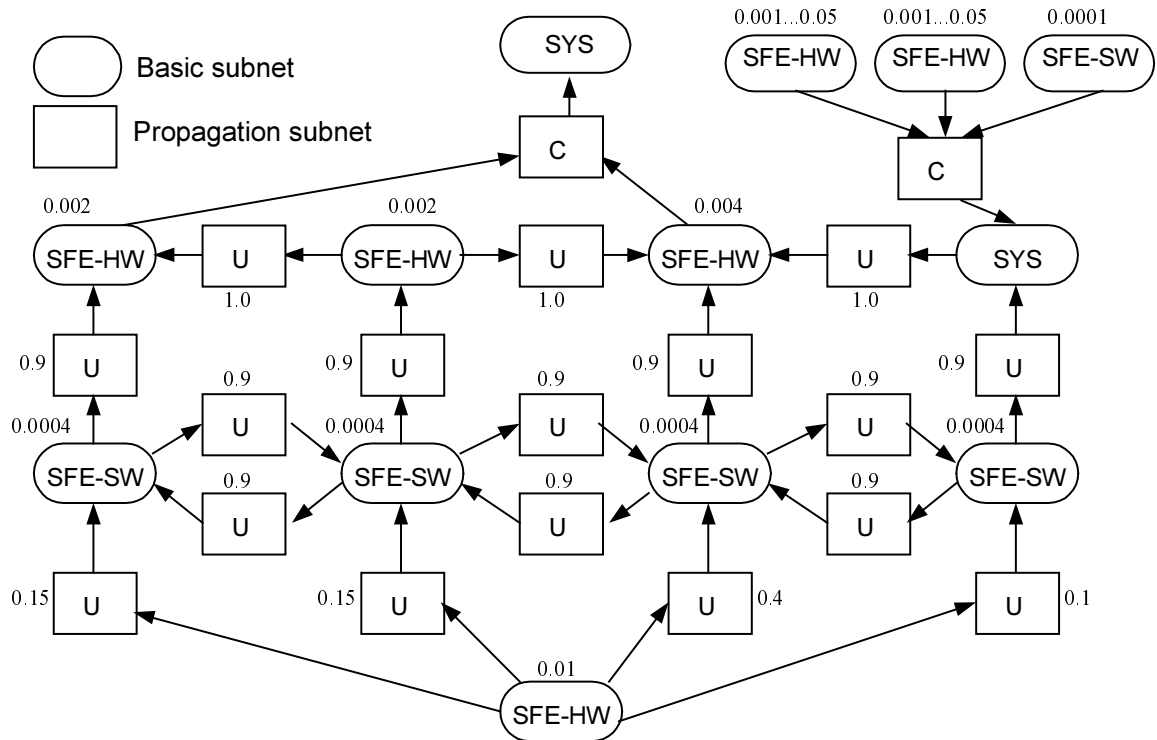 0.001...0.05 0.001...0.05 0.0001
SYS
Basic subnet
SFE-HW SFE-HW SFE-SW
Propagation subnet
C
C
0.002 0.002 0.004
SFE-HW U SFE-HW U SFE-HW U SYS
1.0 1.0 1.0
0.9 U 0.9 U 0.9 U 0.9 U
0.9 0.9 0.9
0.0004 U 0.0004 U 0.0004 U 0.0004
SFE-SW SFE-SW SFE-SW SFE-SW
0.9 0.9 0.9
U U U
0.15 U 0.15 U U 0.4 U 0.1
0.01
SFE-HW